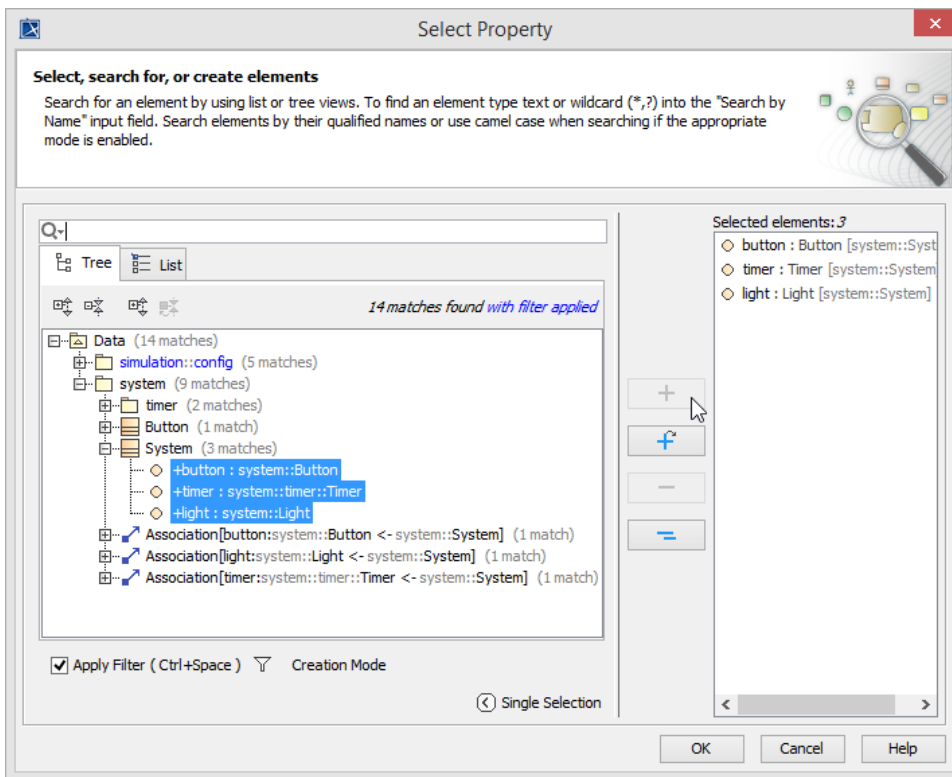 Select Property
Select, search for, or create elements
Search for an element by using list or tree views. To find an element type text or wildcard (*,?) into the "Search by
Name" input field. Search elements by their qualified names or use camel case when searching if the appropriate
mode is enabled.
Selected elements: 3
Tree
List
14 matches found with filter applied
Data (14 matches)
simulation::config (5 matches)
system (9 matches)
timer (2 matches)
Button (1 match)
System (3 matches)
+button : system::Button
+timer : system::timer::Timer
+light : system::Light
Association[button:system::Button <- system::System] (1 match)
Association[light:system::Light <- system::System] (1 match)
Association[timer:system::timer::Timer <- system::System] (1 match)
button : Button [system::Syst
timer : Timer [system::System
light : Light [system::System]
Apply Filter ( Ctrl+Space )
Creation Mode
Single Selection
OK
Cancel
Help